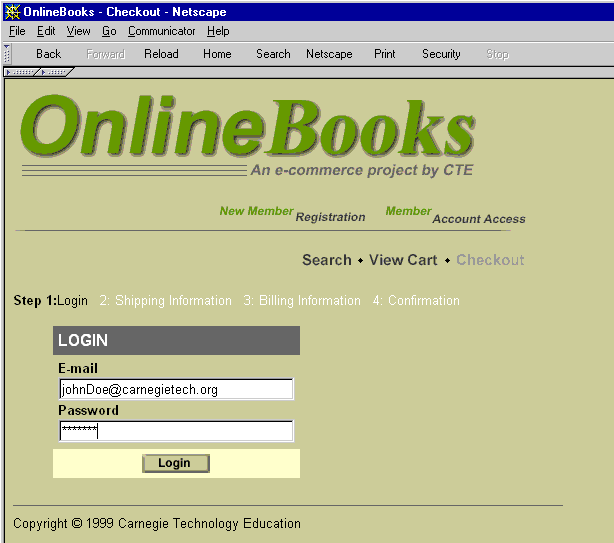 OnlineBooks - Checkout - Netscape
File Edit View Go Communicator Help
Back Forward Reload Home Search Netscape Print Security Stop
OnlineBooks
An e-commerce project by CTE
New Member Registration Member Account Access
Search • View Cart • Checkout
Step 1:Login 2: Shipping Information 3: Billing Information 4: Confirmation
LOGIN
E-mail
johnDoe@carnegietech.org
Password
*******
Login
Copyright © 1999 Carnegie Technology Education